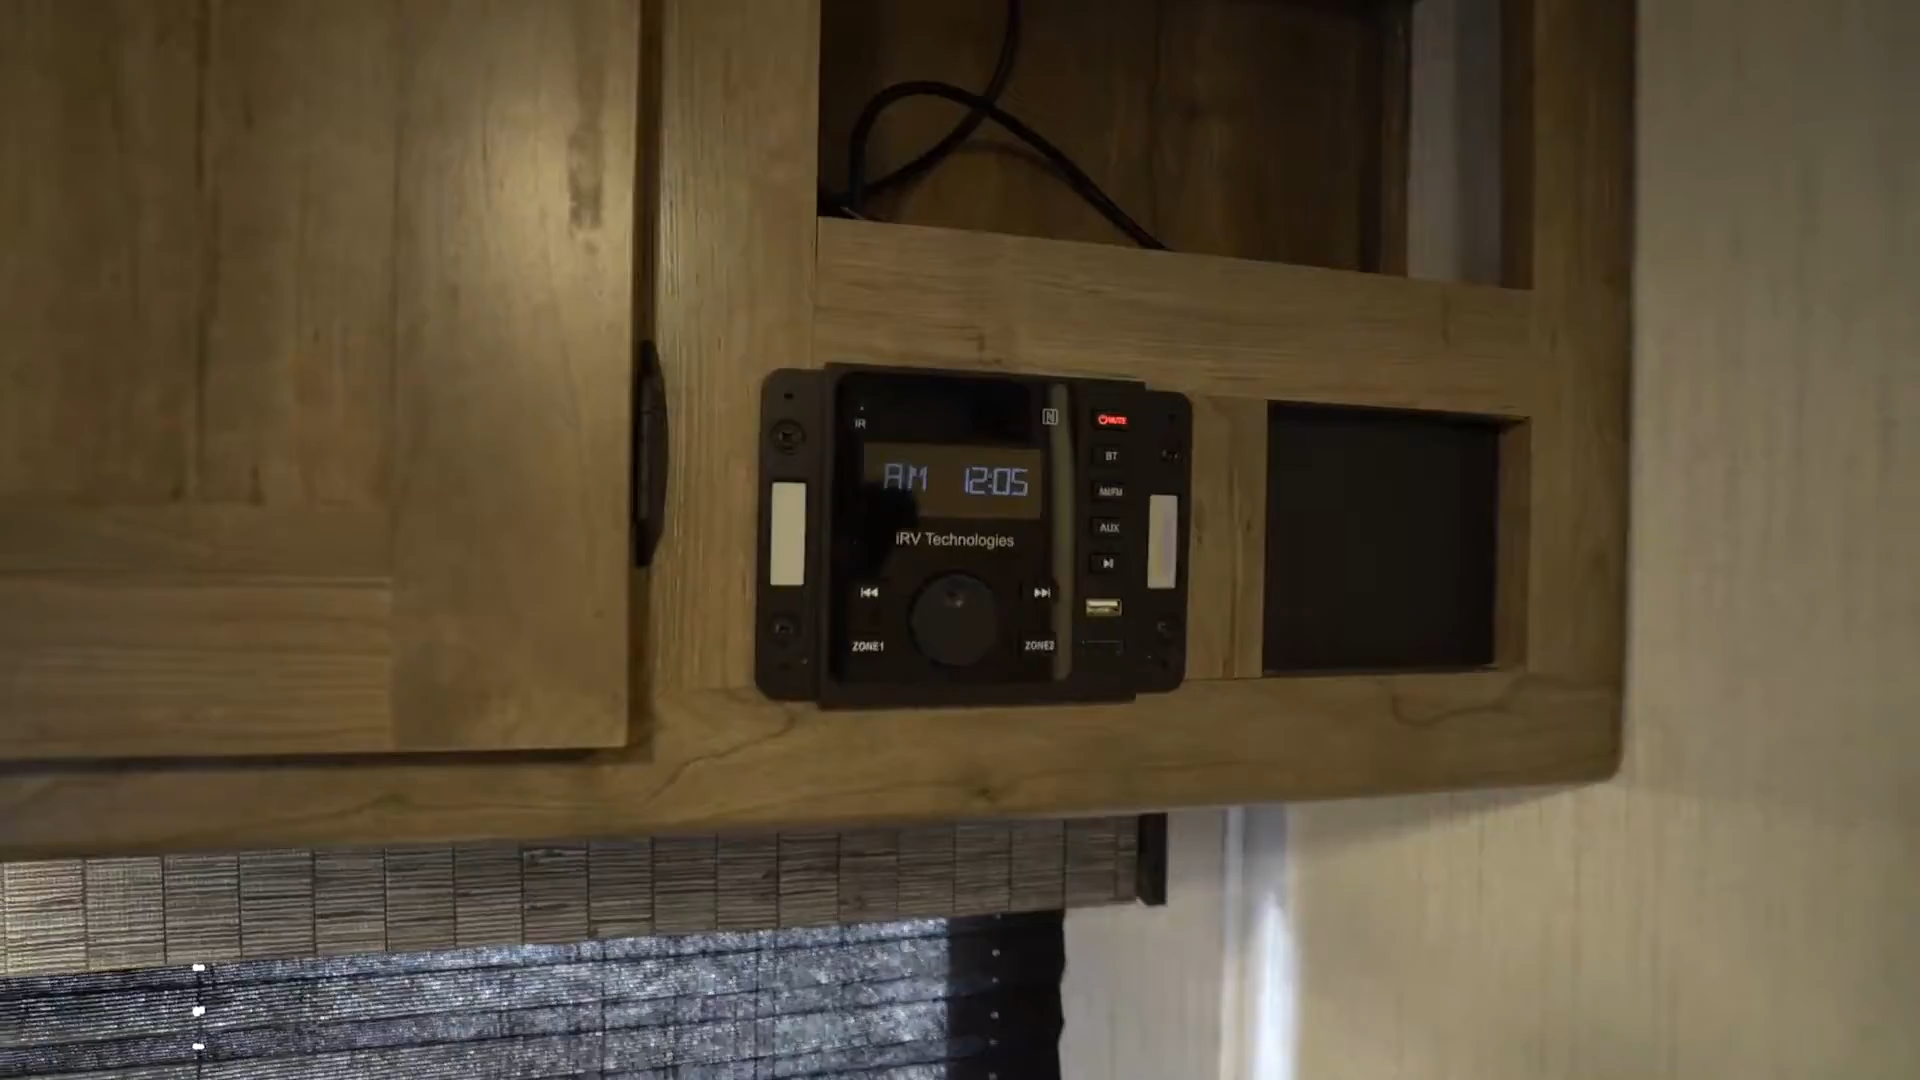 IR
MUTE
BT
AM 12:05
AM/FM
AUX
iRV Technologies
ZONE1
ZONE2